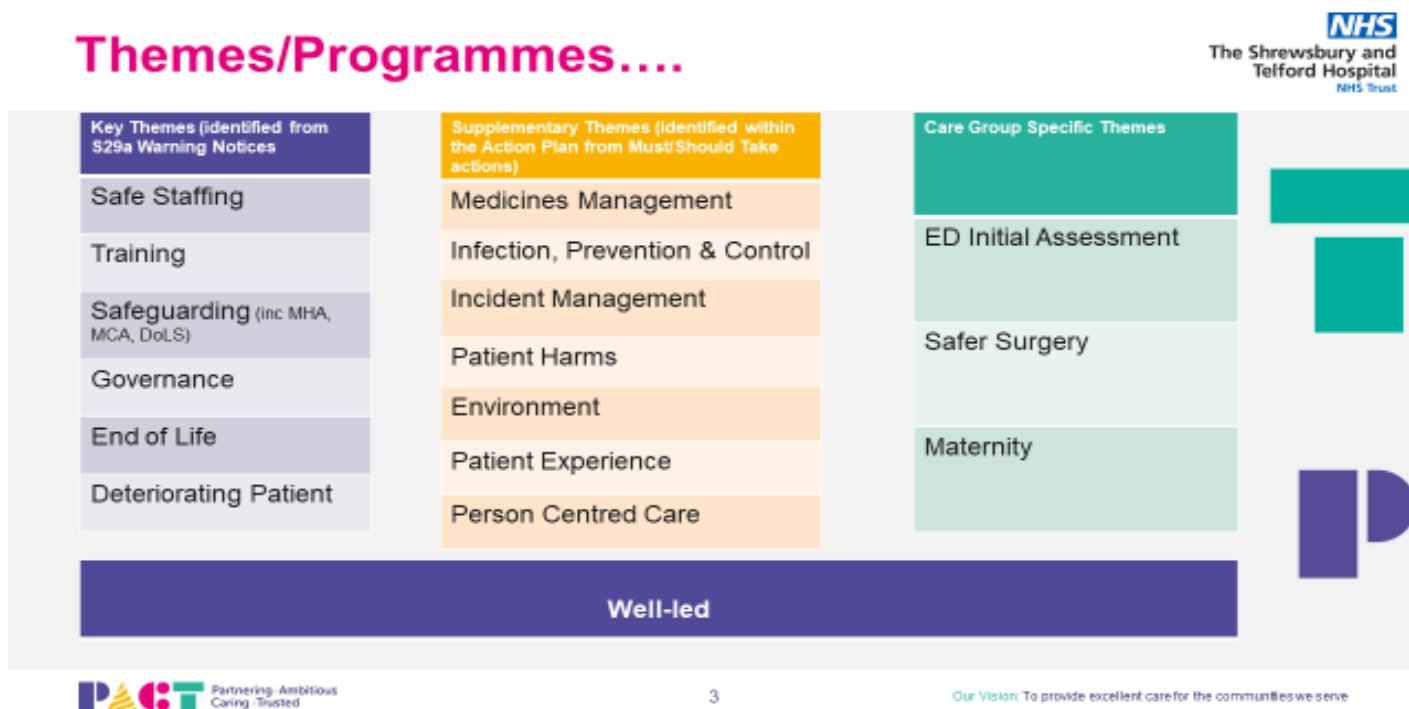 Themes/Programmes....
NHS
The Shrewsbury and
Telford Hospital
NHS Trust
Key Themes (identified from
S29a Warning Notices
Safe Staffing
Training
Safeguarding (inc MHA,
MCA, DoLS)
Governance
End of Life
Deteriorating Patient
Supplementary Themes (identified within
the Action Plan from Must/Should Take
actions)
Medicines Management
Infection, Prevention & Control
Incident Management
Patient Harms
Environment
Patient Experience
Person Centred Care
Care Group Specific Themes
ED Initial Assessment
Safer Surgery
Maternity
Well-led
PACT
Partnering · Ambitious
Caring · Trusted
3
Our Vision: To provide excellent care for the communities we serve